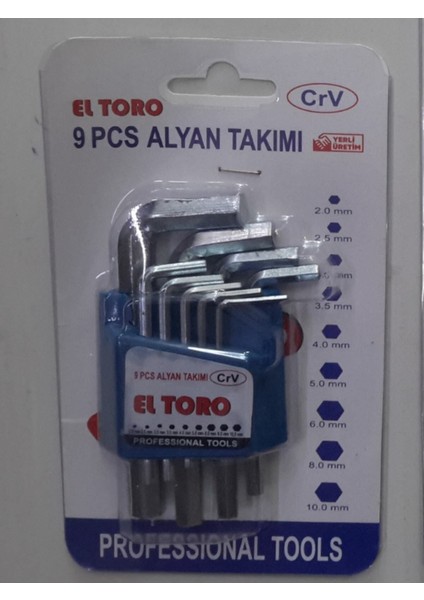 EL TORO
CrV
9 PCS ALYAN TAKIMI
YERLİ
ÜRETİM
2.0 mm
2.5 mm
mm
3.5 mm
4.0 mm
5.0 mm
6.0 mm
8.0 mm
10.0 mm
9 PCS ALYAN TAKIMI CrV
EL TORO
PROFESSIONAL TOOLS
PROFESSIONAL TOOLS